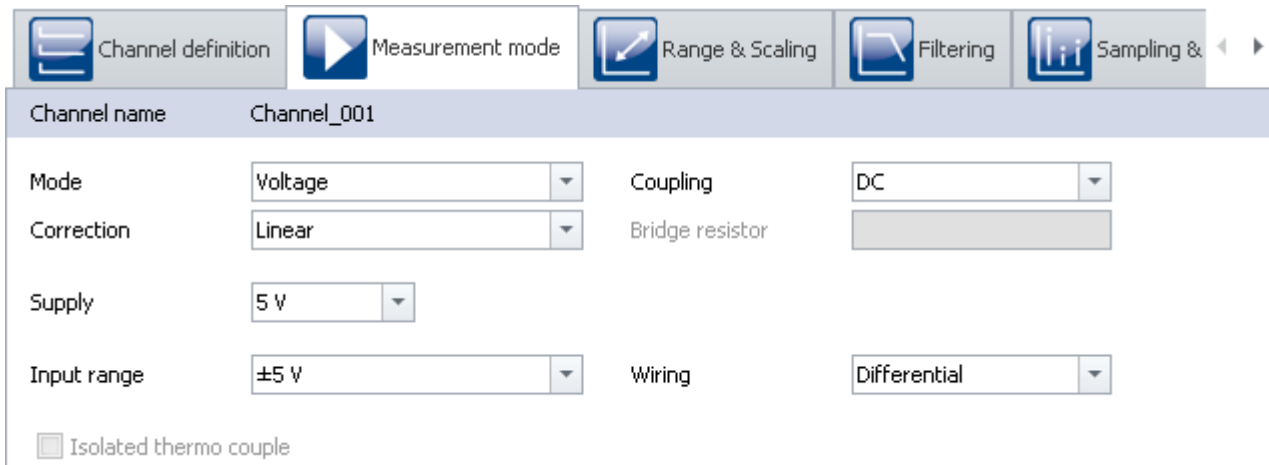 Channel definition Measurement mode Range & Scaling Filtering Sampling &
Channel name Channel_001
Mode Voltage Coupling DC
Correction Linear Bridge resistor
Supply 5 V
Input range ±5 V Wiring Differential
Isolated thermo couple